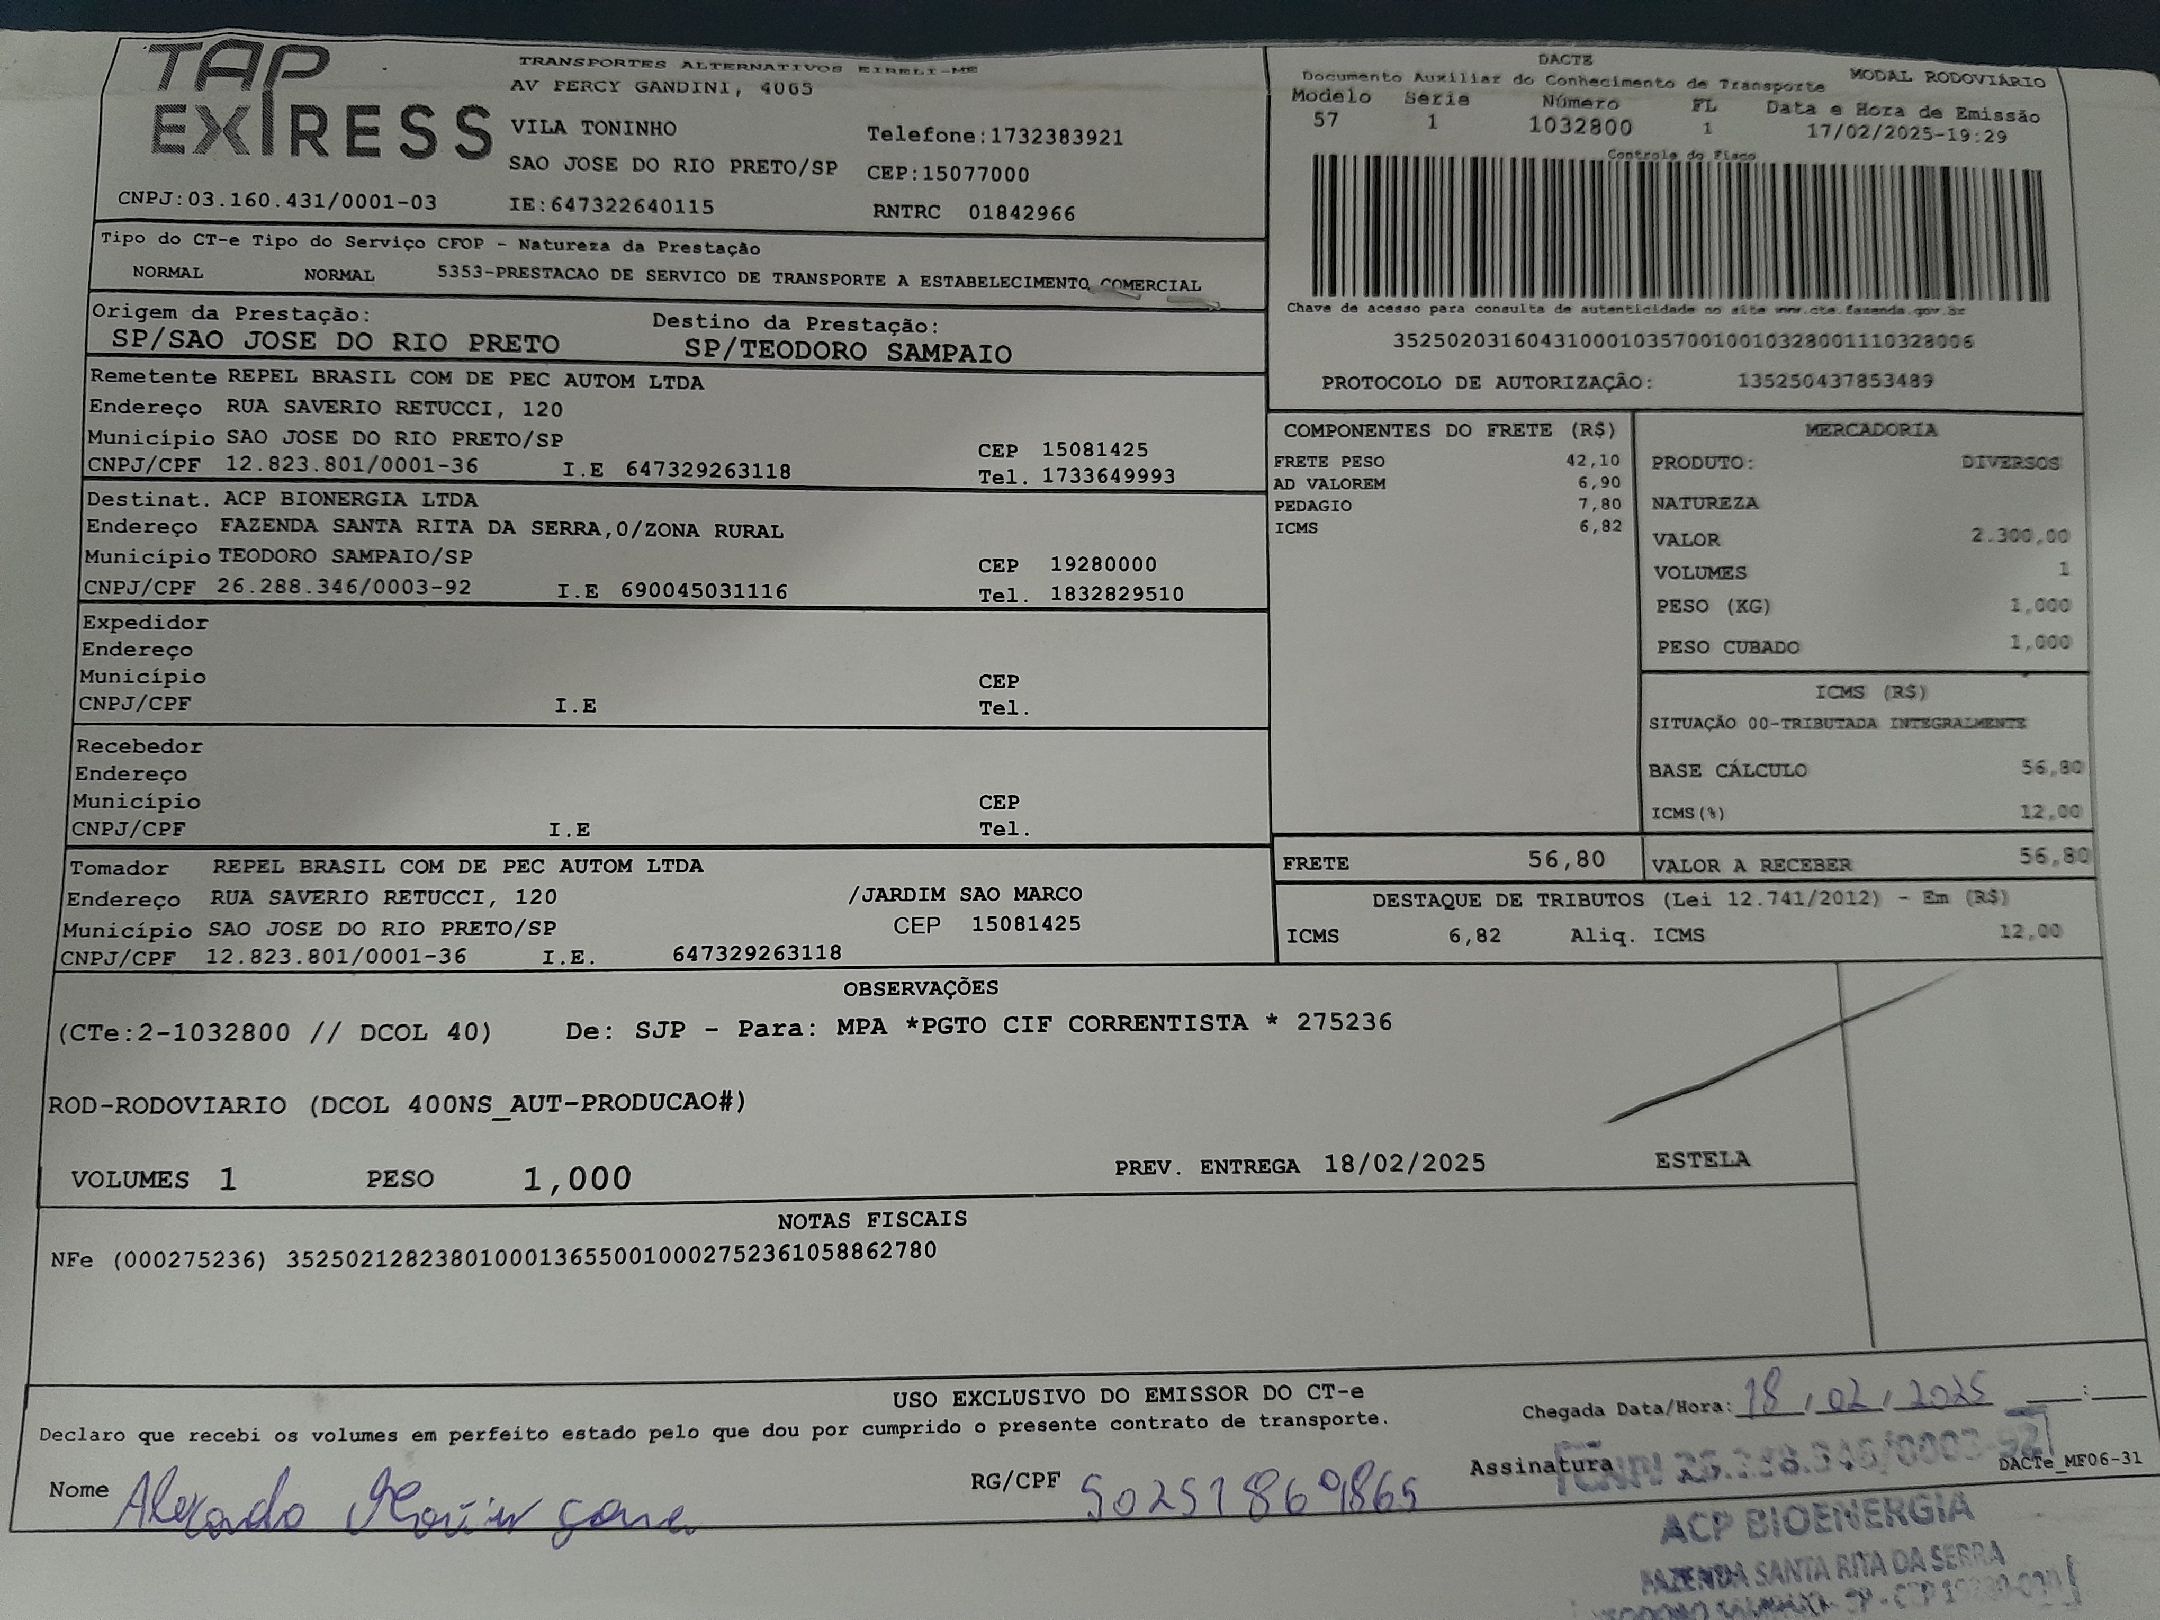 TAP EXPRESS
TRANSPORTES ALTERNATIVOS EIRELI-ME
AV PERCY GANDINI, 4065
VILA TONINHO Telefone:1732383921
SAO JOSE DO RIO PRETO/SP CEP:15077000
CNPJ:03.160.431/0001-03 IE:647322640115 RNTRC 01842966
DACTE
Documento Auxiliar do Conhecimento de Transporte MODAL RODOVIÁRIO
Modelo Serie Número FL Data e Hora de Emissão
57 1 1032800 1 17/02/2025-19:29
Controle do Fisco
Chave de acesso para consulta de autenticidade no site www.cte.fazenda.gov.br
35250203160431000103570010010328001110328006
PROTOCOLO DE AUTORIZAÇÃO: 135250437853489
Tipo do CT-e Tipo do Serviço CFOP - Natureza da Prestação
NORMAL NORMAL 5353-PRESTACAO DE SERVICO DE TRANSPORTE A ESTABELECIMENTO COMERCIAL
Origem da Prestação: Destino da Prestação:
SP/SAO JOSE DO RIO PRETO SP/TEODORO SAMPAIO
Remetente REPEL BRASIL COM DE PEC AUTOM LTDA
Endereço RUA SAVERIO RETUCCI, 120
Município SAO JOSE DO RIO PRETO/SP CEP 15081425
CNPJ/CPF 12.823.801/0001-36 I.E 647329263118 Tel. 1733649993
Destinat. ACP BIONERGIA LTDA
Endereço FAZENDA SANTA RITA DA SERRA,0/ZONA RURAL
Município TEODORO SAMPAIO/SP CEP 19280000
CNPJ/CPF 26.288.346/0003-92 I.E 690045031116 Tel. 1832829510
Expedidor
Endereço
Município CEP
CNPJ/CPF I.E Tel.
Recebedor
Endereço
Município CEP
CNPJ/CPF I.E Tel.
Tomador REPEL BRASIL COM DE PEC AUTOM LTDA
Endereço RUA SAVERIO RETUCCI, 120 /JARDIM SAO MARCO
Município SAO JOSE DO RIO PRETO/SP CEP 15081425
CNPJ/CPF 12.823.801/0001-36 I.E. 647329263118
COMPONENTES DO FRETE (R$)
FRETE PESO 42,10
AD VALOREM 6,90
PEDAGIO 7,80
ICMS 6,82
MERCADORIA
PRODUTO: DIVERSOS
NATUREZA
VALOR 2.300,00
VOLUMES 1
PESO (KG) 1,000
PESO CUBADO 1,000
ICMS (R$)
SITUAÇÃO 00-TRIBUTADA INTEGRALMENTE
BASE CÁLCULO 56,80
ICMS(%) 12,00
FRETE 56,80 VALOR A RECEBER 56,80
DESTAQUE DE TRIBUTOS (Lei 12.741/2012) - Em (R$)
ICMS 6,82 Aliq. ICMS 12,00
OBSERVAÇÕES
(CTe:2-1032800 // DCOL 40) De: SJP - Para: MPA *PGTO CIF CORRENTISTA * 275236
ROD-RODOVIARIO (DCOL 400NS_AUT-PRODUCAO#)
VOLUMES 1 PESO 1,000 PREV. ENTREGA 18/02/2025 ESTELA
NOTAS FISCAIS
NFe (000275236) 35250212823801000136550010002752361058862780
USO EXCLUSIVO DO EMISSOR DO CT-e
Declaro que recebi os volumes em perfeito estado pelo que dou por cumprido o presente contrato de transporte. Chegada Data/Hora: 18/02/2025 __:__
Nome RG/CPF 50251869865 Assinatura DACTe_MF06-31
ACP BIOENERGIA
FAZENDA SANTA RITA DA SERRA